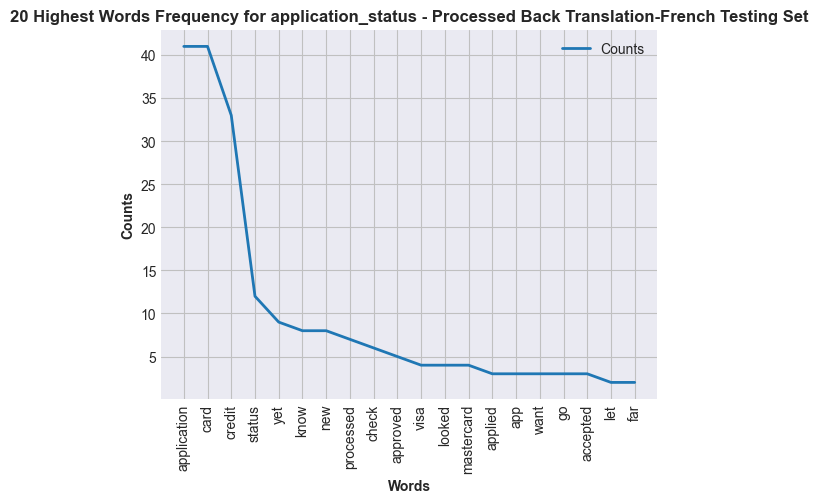 20 Highest Words Frequency for application_status - Processed Back Translation-French Testing Set
Counts
Counts
40
35
30
25
20
15
10
5
application
card
credit
status
yet
know
new
processed
check
approved
visa
looked
mastercard
applied
app
want
go
accepted
let
far
Words